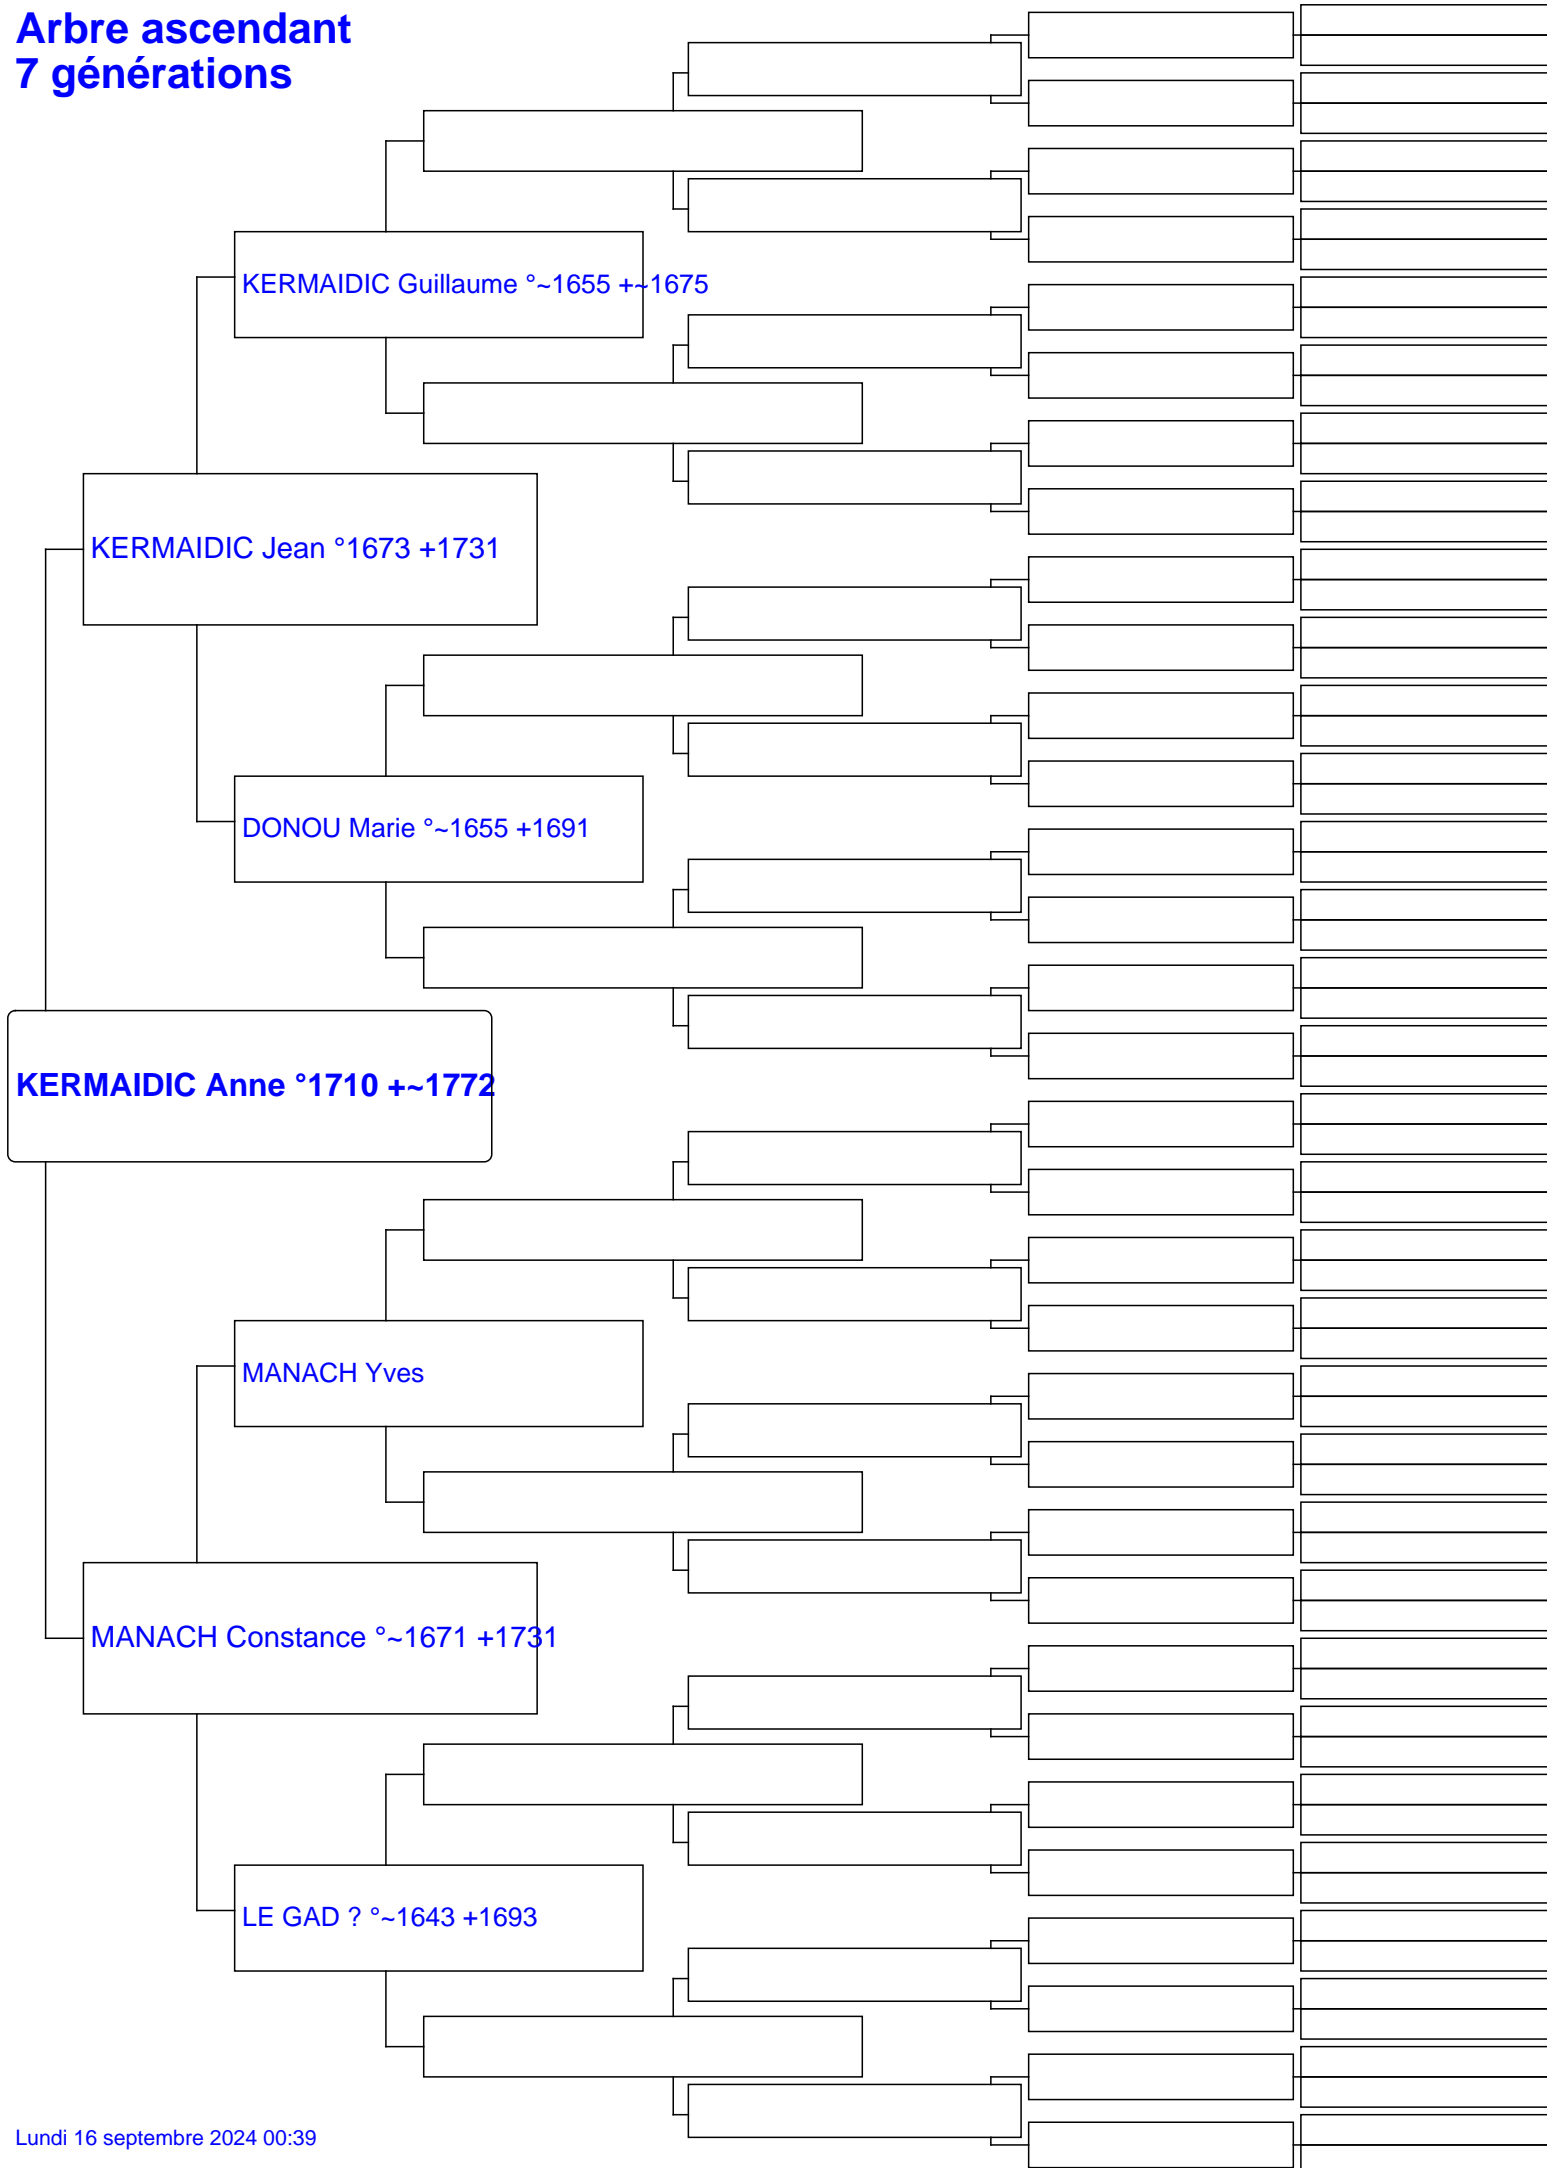 Arbre ascendant
7 générations
KERMAIDIC Guillaume °~1655 +~1675
KERMAIDIC Jean °1673 +1731
DONOU Marie °~1655 +1691
KERMAIDIC Anne °1710 +~1772
MANACH Yves
MANACH Constance °~1671 +1731
LE GAD ? °~1643 +1693
Lundi 16 septembre 2024 00:39